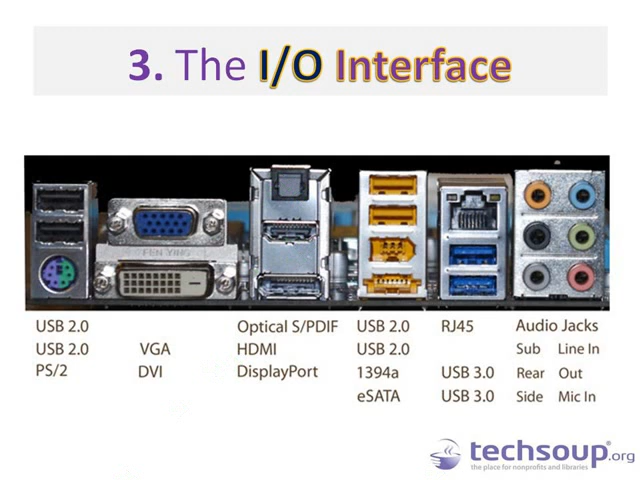 3. The I/O Interface
FEN YING
USB 2.0
USB 2.0
PS/2
VGA
DVI
Optical S/PDIF
HDMI
DisplayPort
USB 2.0
USB 2.0
1394a
eSATA
RJ45
USB 3.0
USB 3.0
Audio Jacks
Sub Line In
Rear Out
Side Mic In
techsoup®.org
the place for nonprofits and libraries